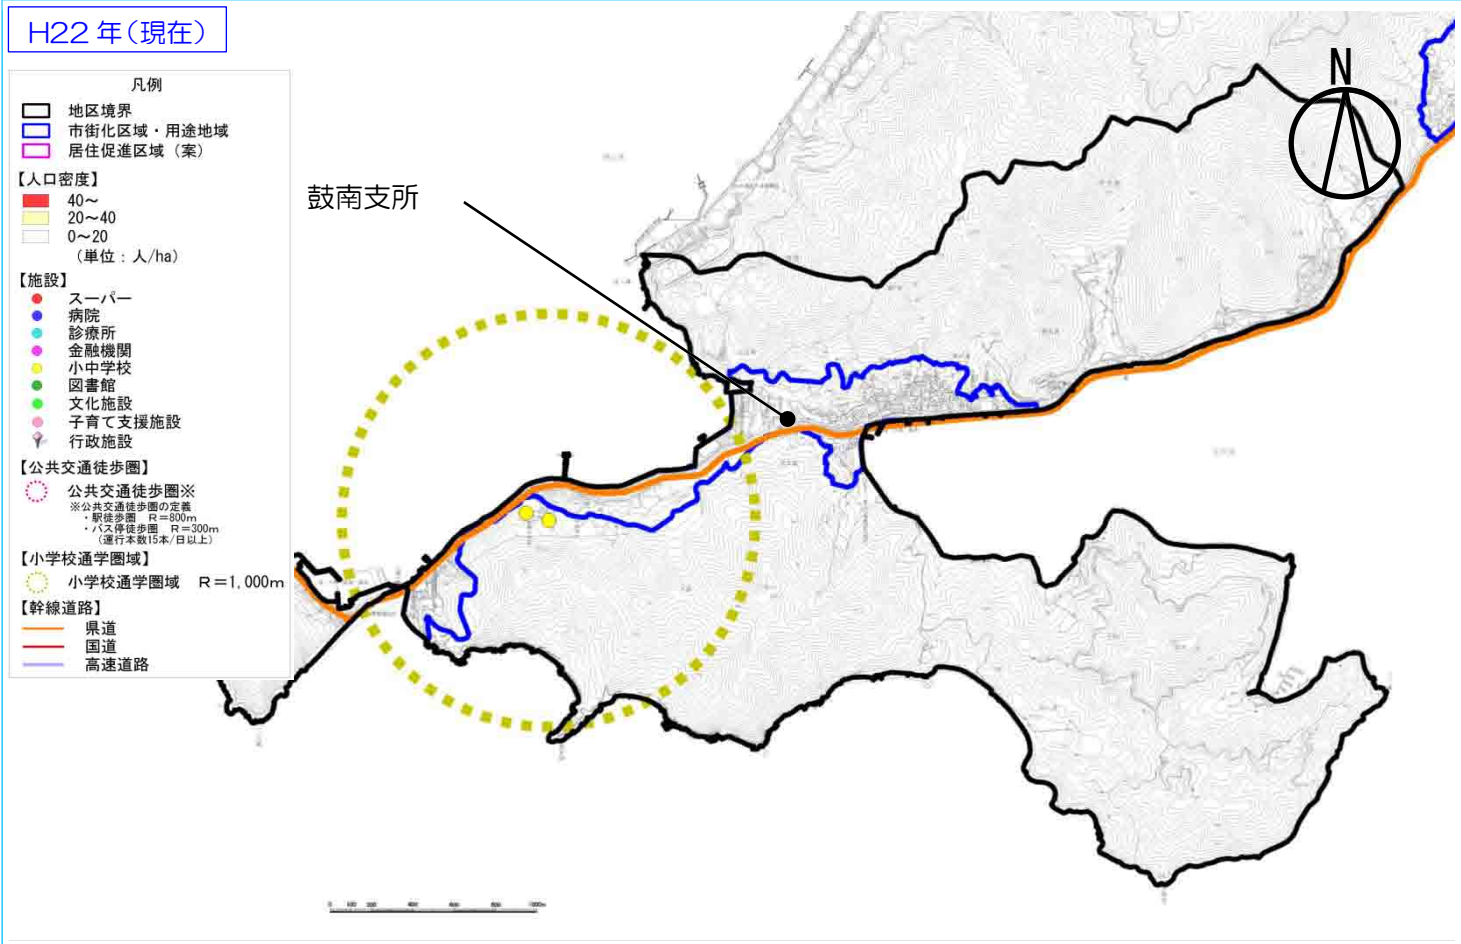 H22年(現在)
凡例
地区境界
市街化区域・用途地域
居住促進区域（案）
【人口密度】
40～
20～40
0～20
（単位：人/ha）
【施設】
スーパー
病院
診療所
金融機関
小中学校
図書館
文化施設
子育て支援施設
行政施設
【公共交通徒歩圏】
公共交通徒歩圏※
※公共交通徒歩圏の定義
・駅徒歩圏　R＝800m
・バス停徒歩圏　R＝300m
（運行本数15本/日以上）
【小学校通学圏域】
小学校通学圏域　R＝1,000m
【幹線道路】
県道
国道
高速道路
鼓南支所
N
0 100 200 400 600 800 1000m